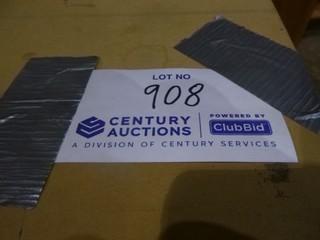 LOT NO
908
CENTURY AUCTIONS
POWERED BY
ClubBid
A DIVISION OF CENTURY SERVICES